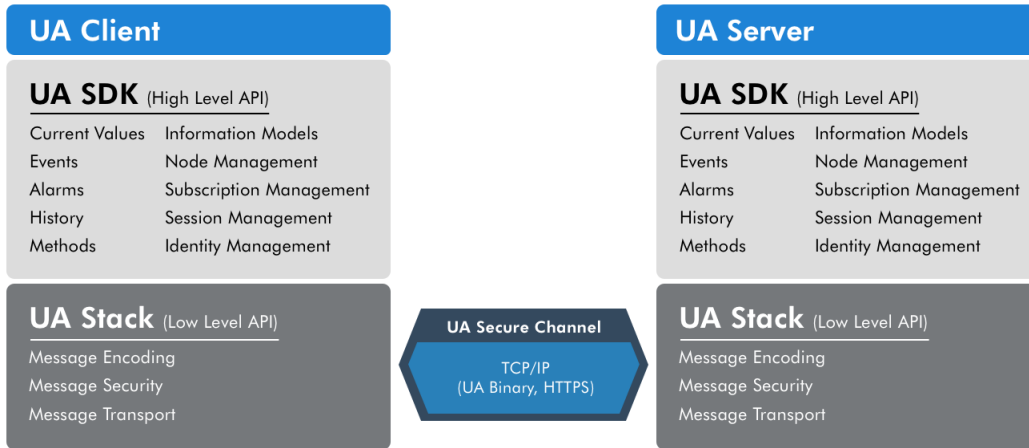 UA Client
UA SDK (High Level API)
Current Values Information Models
Events Node Management
Alarms Subscription Management
History Session Management
Methods Identity Management
UA Stack (Low Level API)
Message Encoding
Message Security
Message Transport
UA Secure Channel
TCP/IP
(UA Binary, HTTPS)
UA Server
UA SDK (High Level API)
Current Values Information Models
Events Node Management
Alarms Subscription Management
History Session Management
Methods Identity Management
UA Stack (Low Level API)
Message Encoding
Message Security
Message Transport